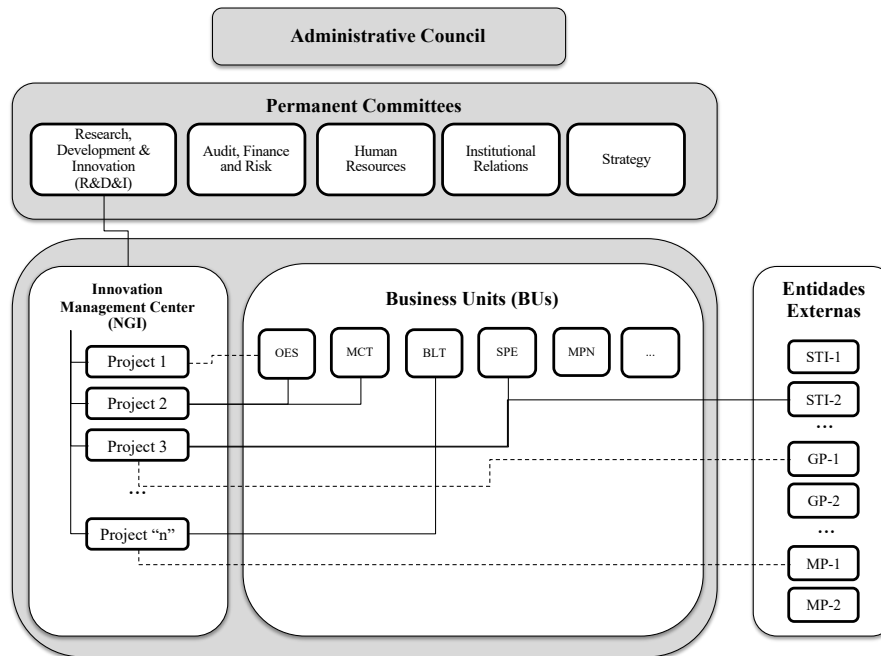 Administrative Council
Permanent Committees
Research,
Development &
Innovation
(R&D&I)
Audit, Finance
and Risk
Human
Resources
Institutional
Relations
Strategy
Innovation
Management Center
(NGI)
Project 1
Project 2
Project 3
...
Project “n”
Business Units (BUs)
OES
MCT
BLT
SPE
MPN
...
Entidades
Externas
STI-1
STI-2
...
GP-1
GP-2
...
MP-1
MP-2